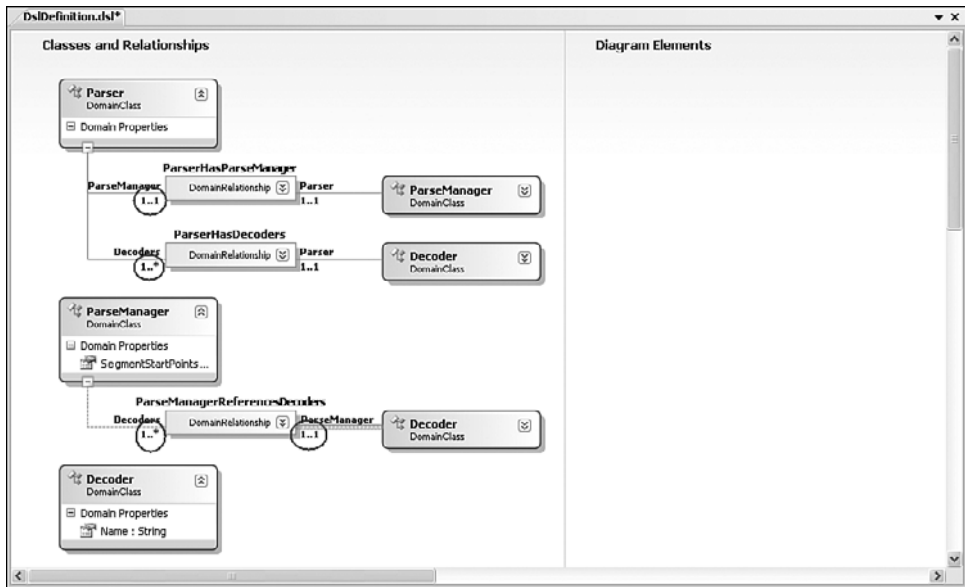 DslDefinition.dsl*
Classes and Relationships
Diagram Elements
Parser
DomainClass
Domain Properties
ParserHasParseManager
ParseManager
1..1
DomainRelationship
Parser
1..1
ParseManager
DomainClass
ParserHasDecoders
Decoders
1..*
DomainRelationship
Parser
1..1
Decoder
DomainClass
ParseManager
DomainClass
Domain Properties
SegmentStartPoints...
ParseManagerReferencesDecoders
Decoders
1..*
DomainRelationship
ParseManager
1..1
Decoder
DomainClass
Decoder
DomainClass
Domain Properties
Name : String